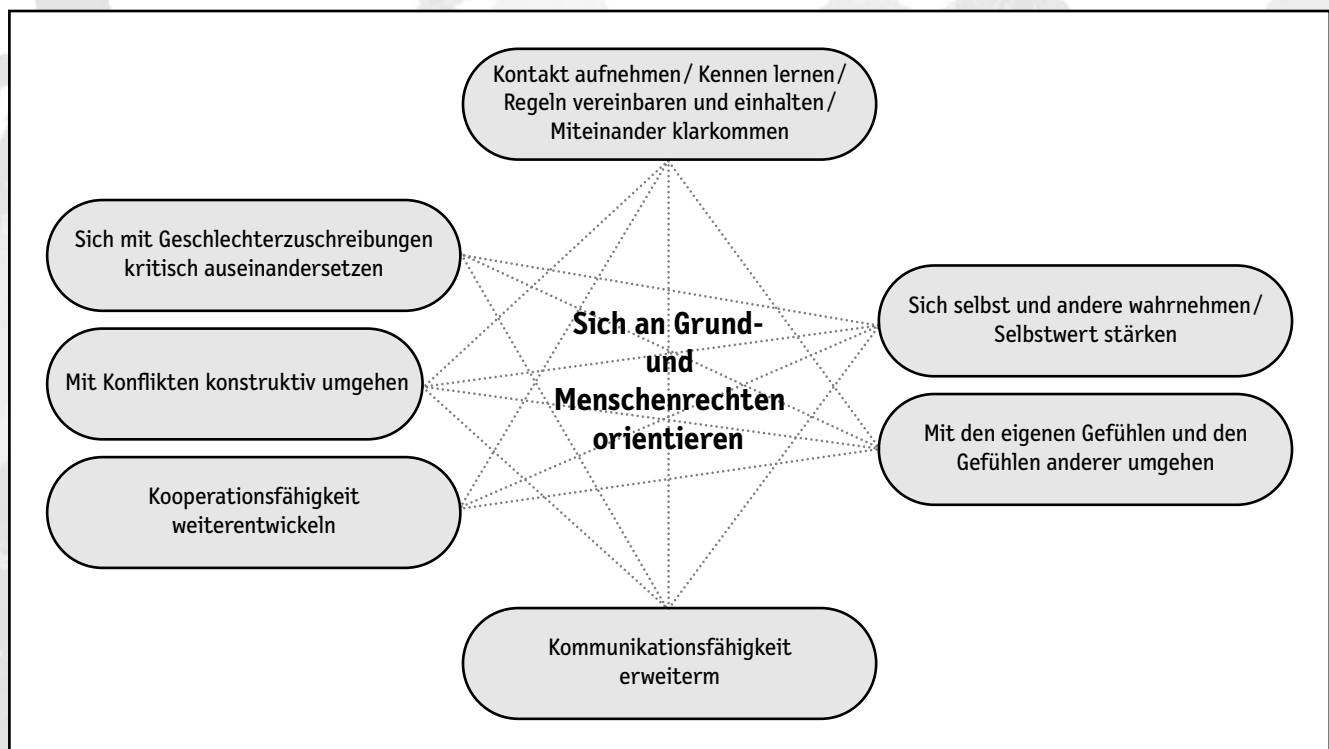 Kontakt aufnehmen / Kennen lernen /
Regeln vereinbaren und einhalten /
Miteinander klarkommen
Sich mit Geschlechterzuschreibungen
kritisch auseinandersetzen
Sich selbst und andere wahrnehmen /
Selbstwert stärken
Sich an Grund-
und
Menschenrechten
orientieren
Mit Konflikten konstruktiv umgehen
Mit den eigenen Gefühlen und den
Gefühlen anderer umgehen
Kooperationsfähigkeit
weiterentwickeln
Kommunikationsfähigkeit
erweiterm